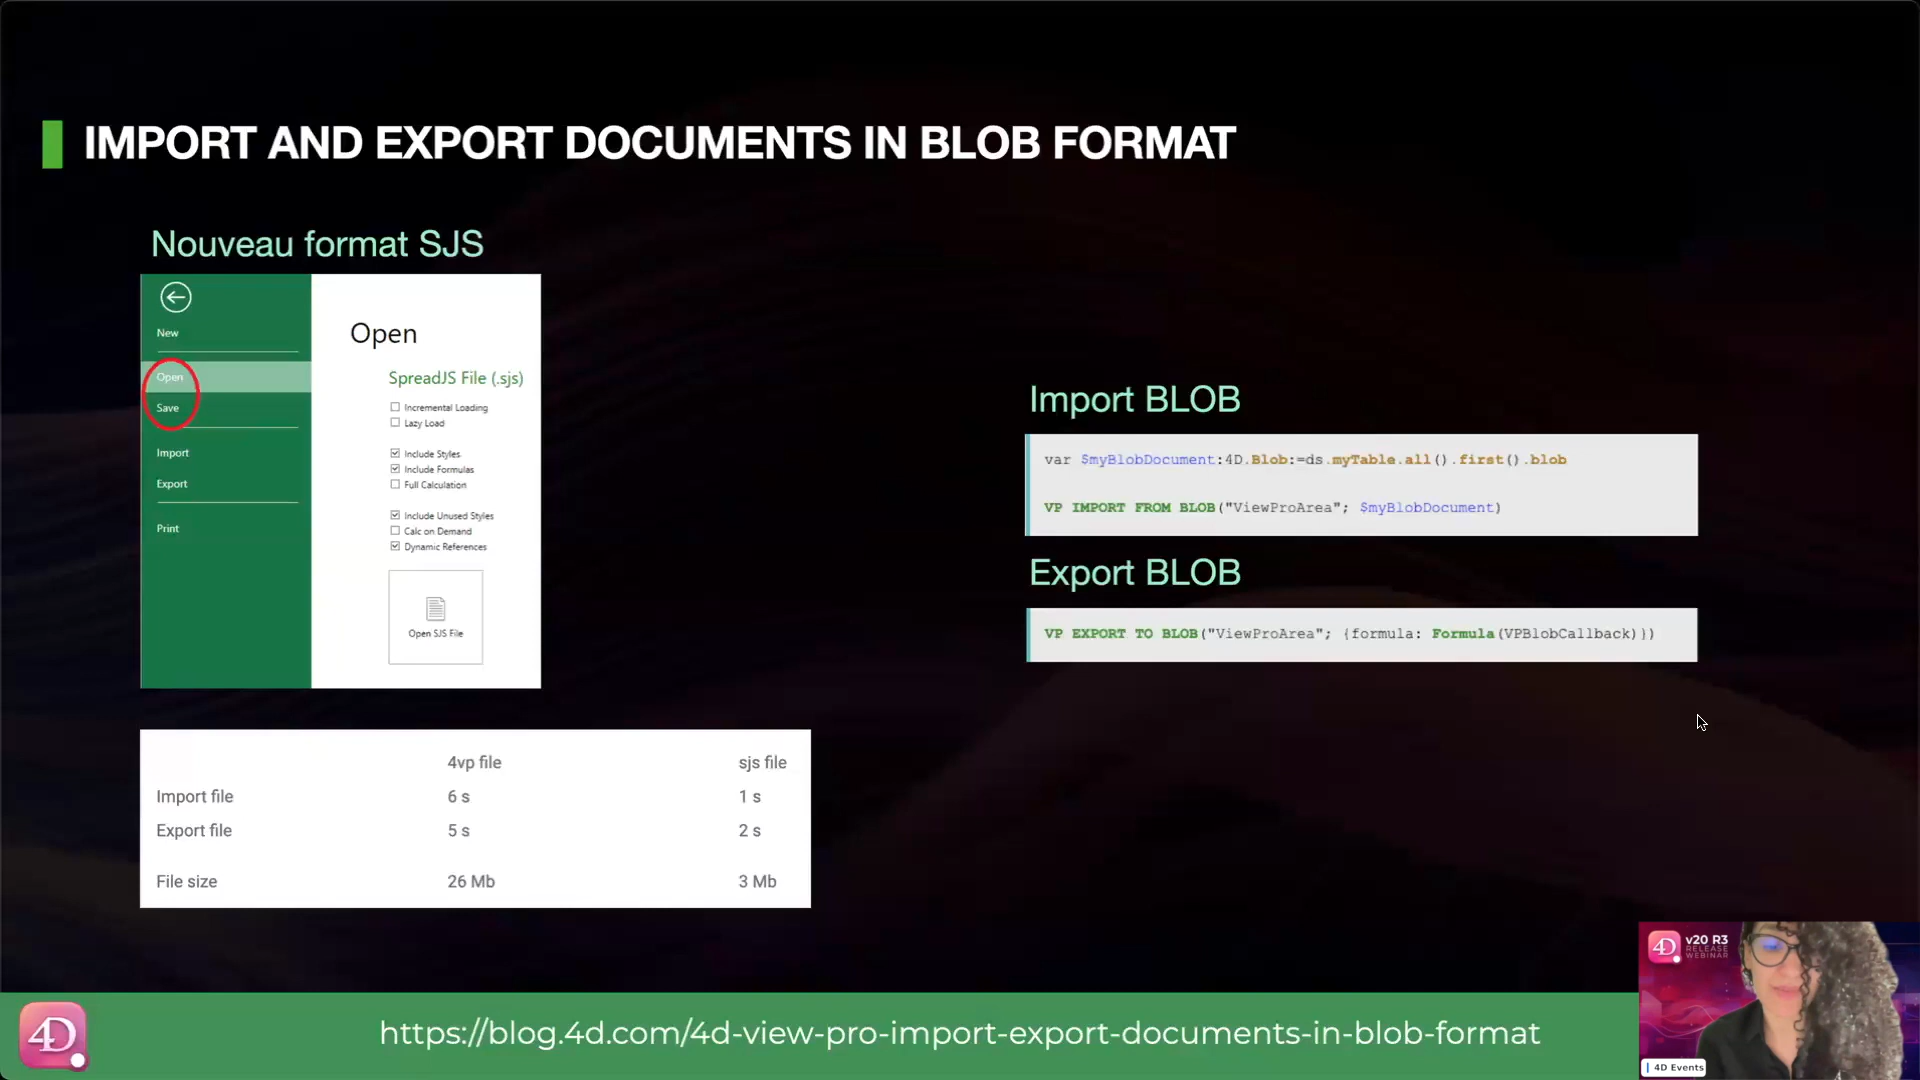 IMPORT AND EXPORT DOCUMENTS IN BLOB FORMAT
Nouveau format SJS
New
Open
Save
Import
Export
Print
Open
SpreadJS File (.sjs)
Incremental Loading
Lazy Load
Include Styles
Include Formulas
Full Calculation
Include Unused Styles
Calc on Demand
Dynamic References
Open SJS File
4vp file sjs file
Import file 6 s 1 s
Export file 5 s 2 s
File size 26 Mb 3 Mb
Import BLOB
var $myBlobDocument:4D.Blob:=ds.myTable.all().first().blob
VP IMPORT FROM BLOB("ViewProArea"; $myBlobDocument)
Export BLOB
VP EXPORT TO BLOB("ViewProArea"; {formula: Formula(VPBlobCallback)})
4D
https://blog.4d.com/4d-view-pro-import-export-documents-in-blob-format
4D
v20 R3
RELEASE
WEBINAR
4D Events